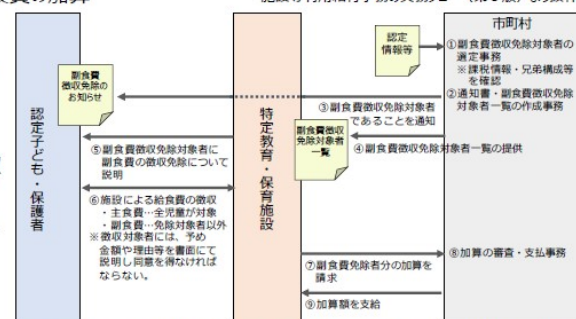 の加算
市町村
認定
情報等
①副食費徴収免除対象者の
選定事務
※課税情報・兄弟構成等
を確認
②通知書・副食費徴収免除
対象者一覧の作成事務
副食費
徴収免除の
お知らせ
③副食費徴収免除対象者
であることを通知
副食費徴収
免除対象者
一覧
④副食費徴収免除対象者一覧の提供
認定子ども・保護者
特定教育・保育施設
⑤副食費徴収免除対象者に
副食費の徴収免除について
説明
⑥施設による給食費の徴収
・主食費…全児童が対象
・副食費…免除対象者以外
※徴収対象者には、予め
金額や理由等を書面にて
説明し同意を得なければ
ならない。
⑦副食費免除者分の加算を
請求
⑧加算の審査・支払事務
⑨加算額を支給